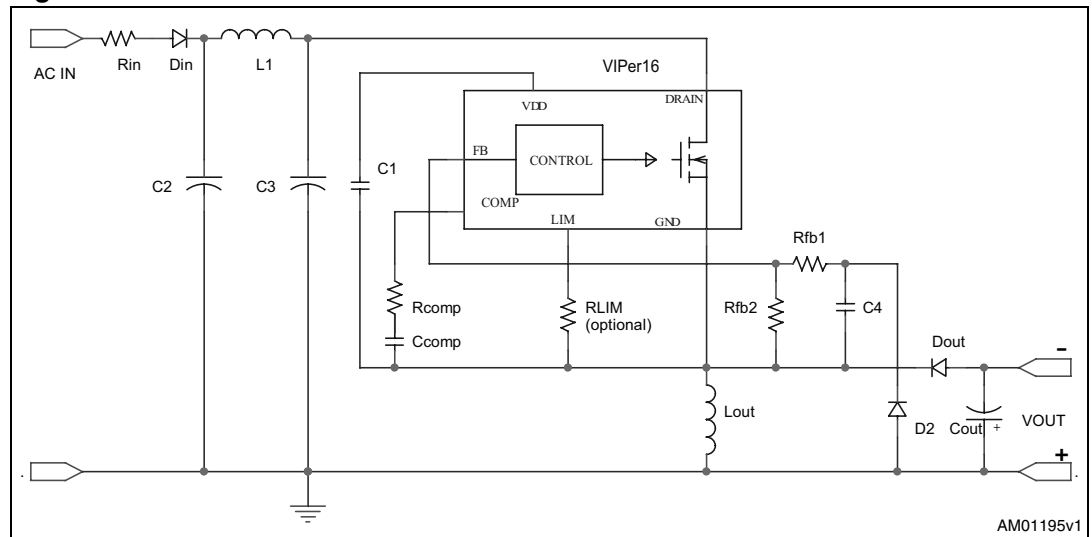 AC IN
Rin
Din
L1
VIPer16
VDD
DRAIN
FB
CONTROL
C1
C2
C3
COMP
LIM
GND
Rfb1
Rcomp
RLIM
(optional)
Rfb2
C4
Ccomp
Dout
-
Lout
D2
Cout
+
VOUT
+
AM01195v1